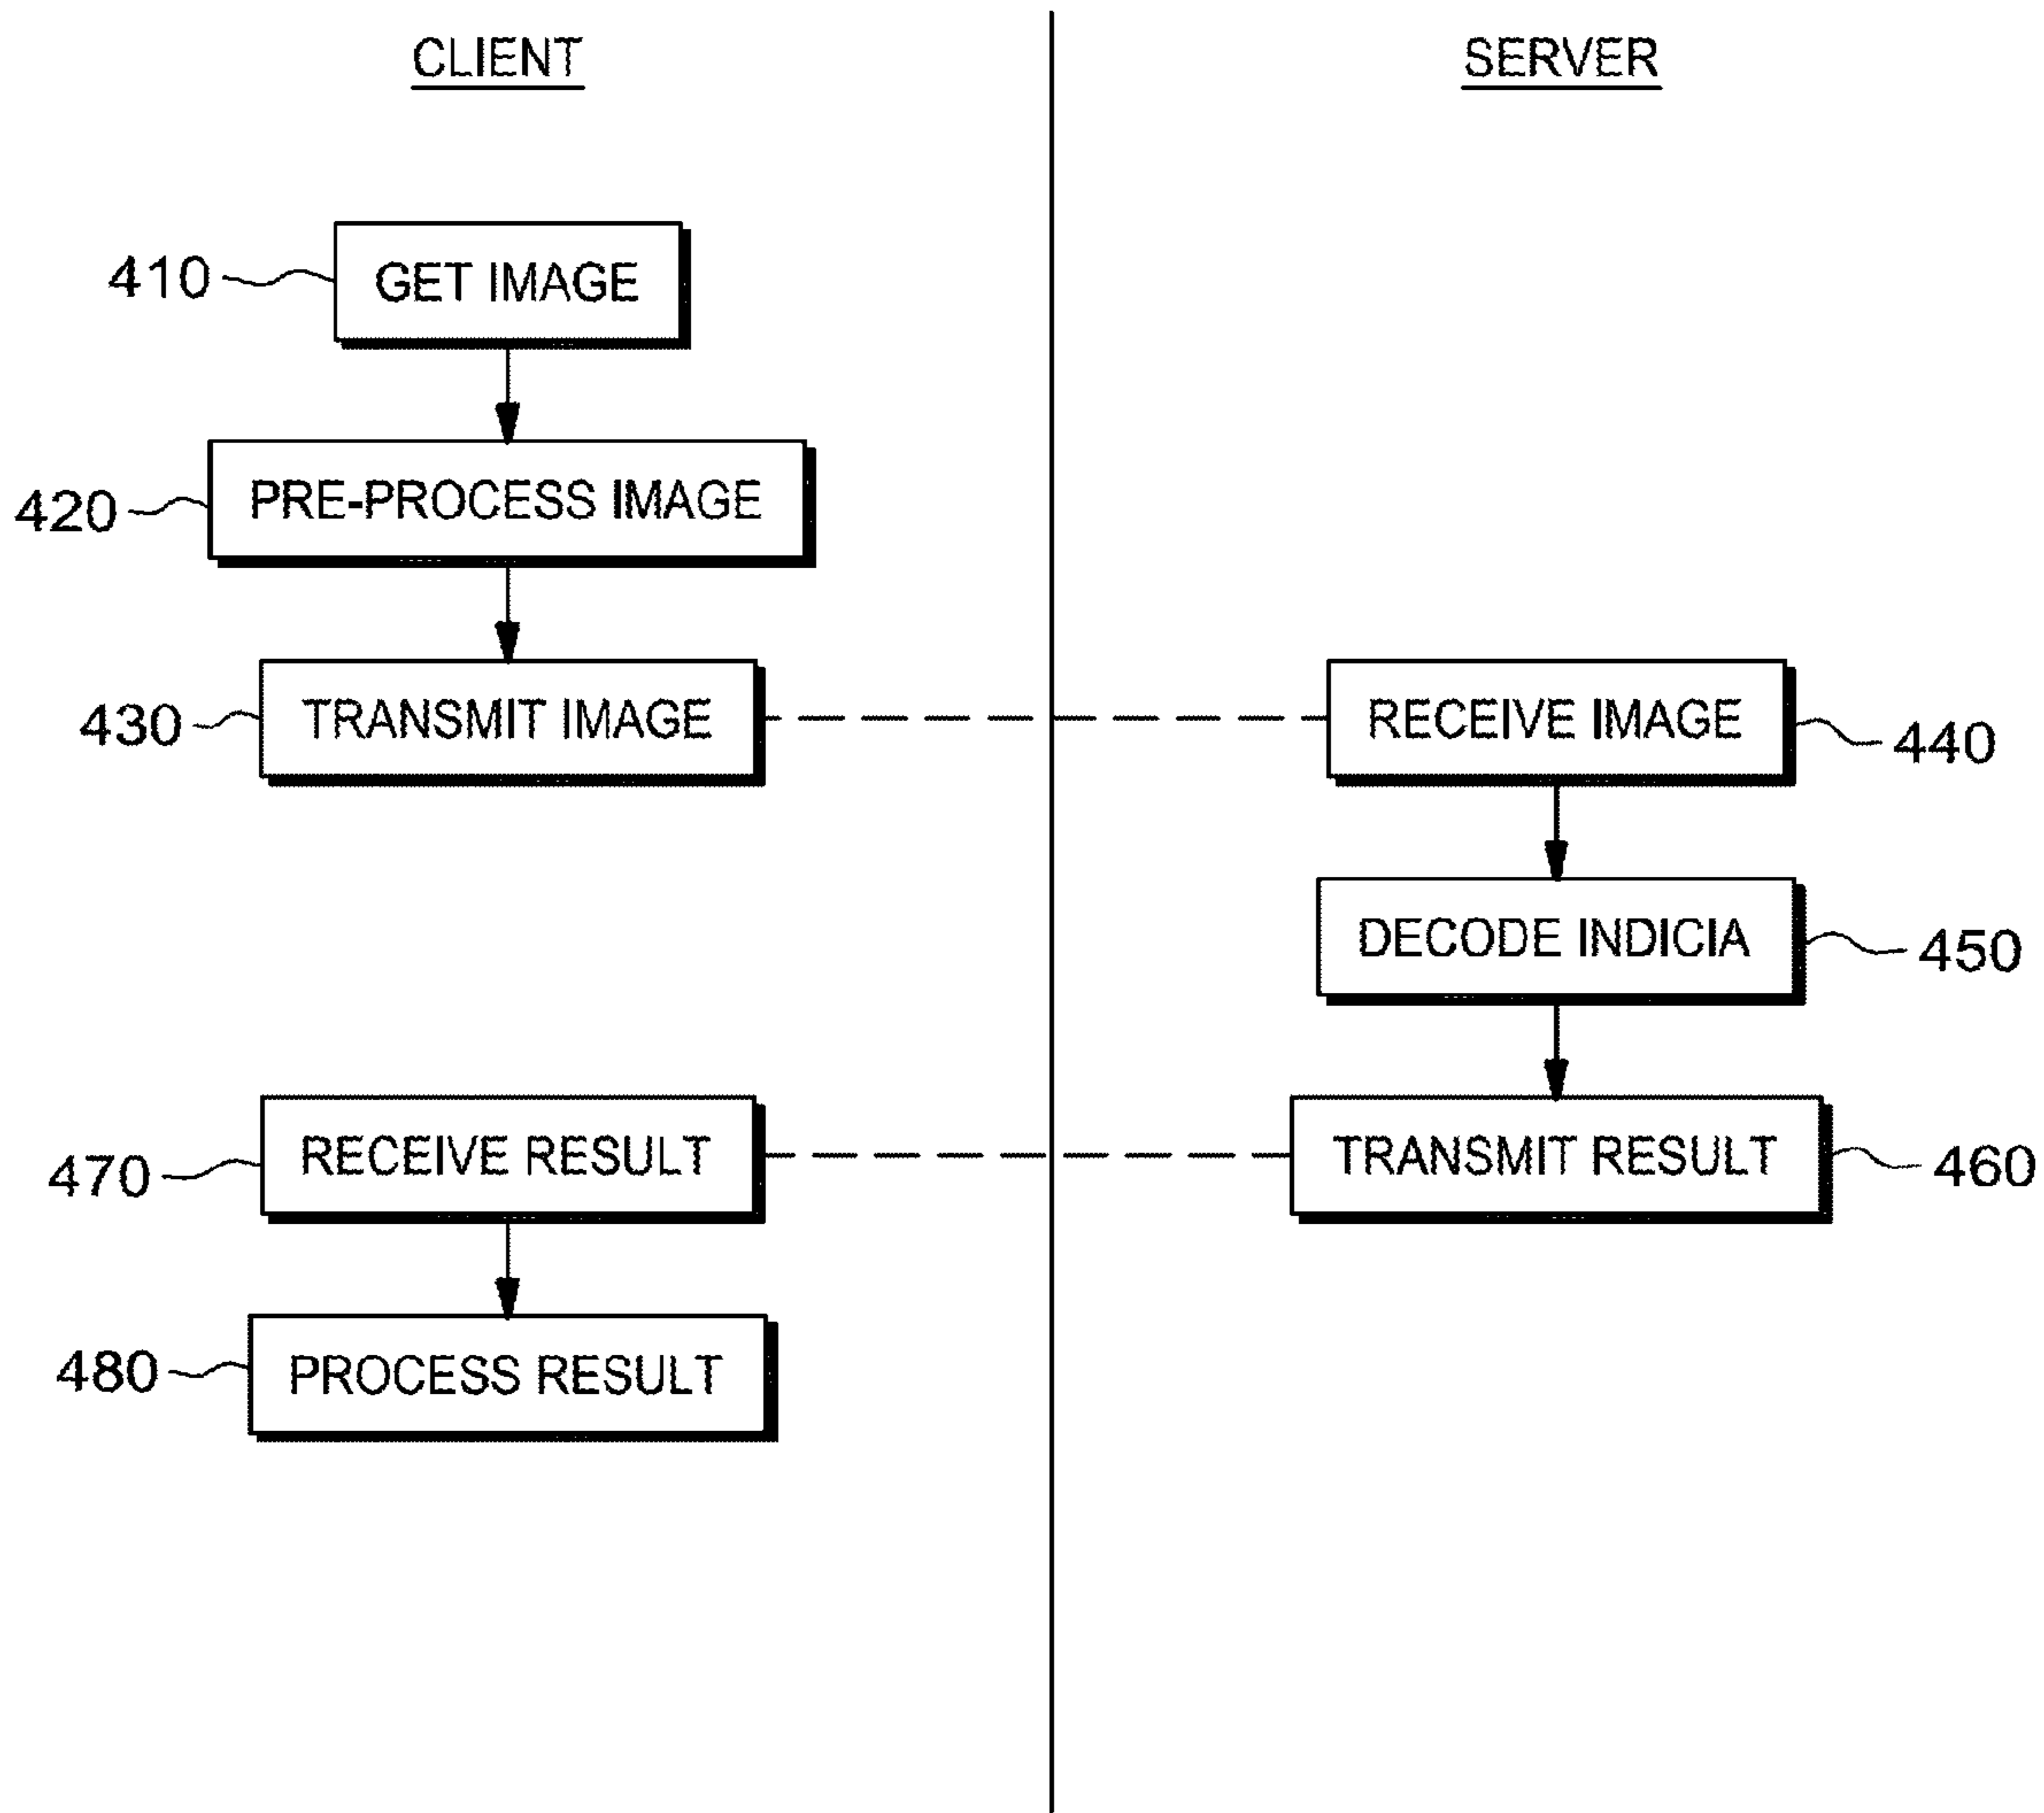 CLIENT
SERVER
410
GET IMAGE
420
PRE-PROCESS IMAGE
430
TRANSMIT IMAGE
RECEIVE IMAGE
440
DECODE INDICIA
450
470
RECEIVE RESULT
TRANSMIT RESULT
460
480
PROCESS RESULT